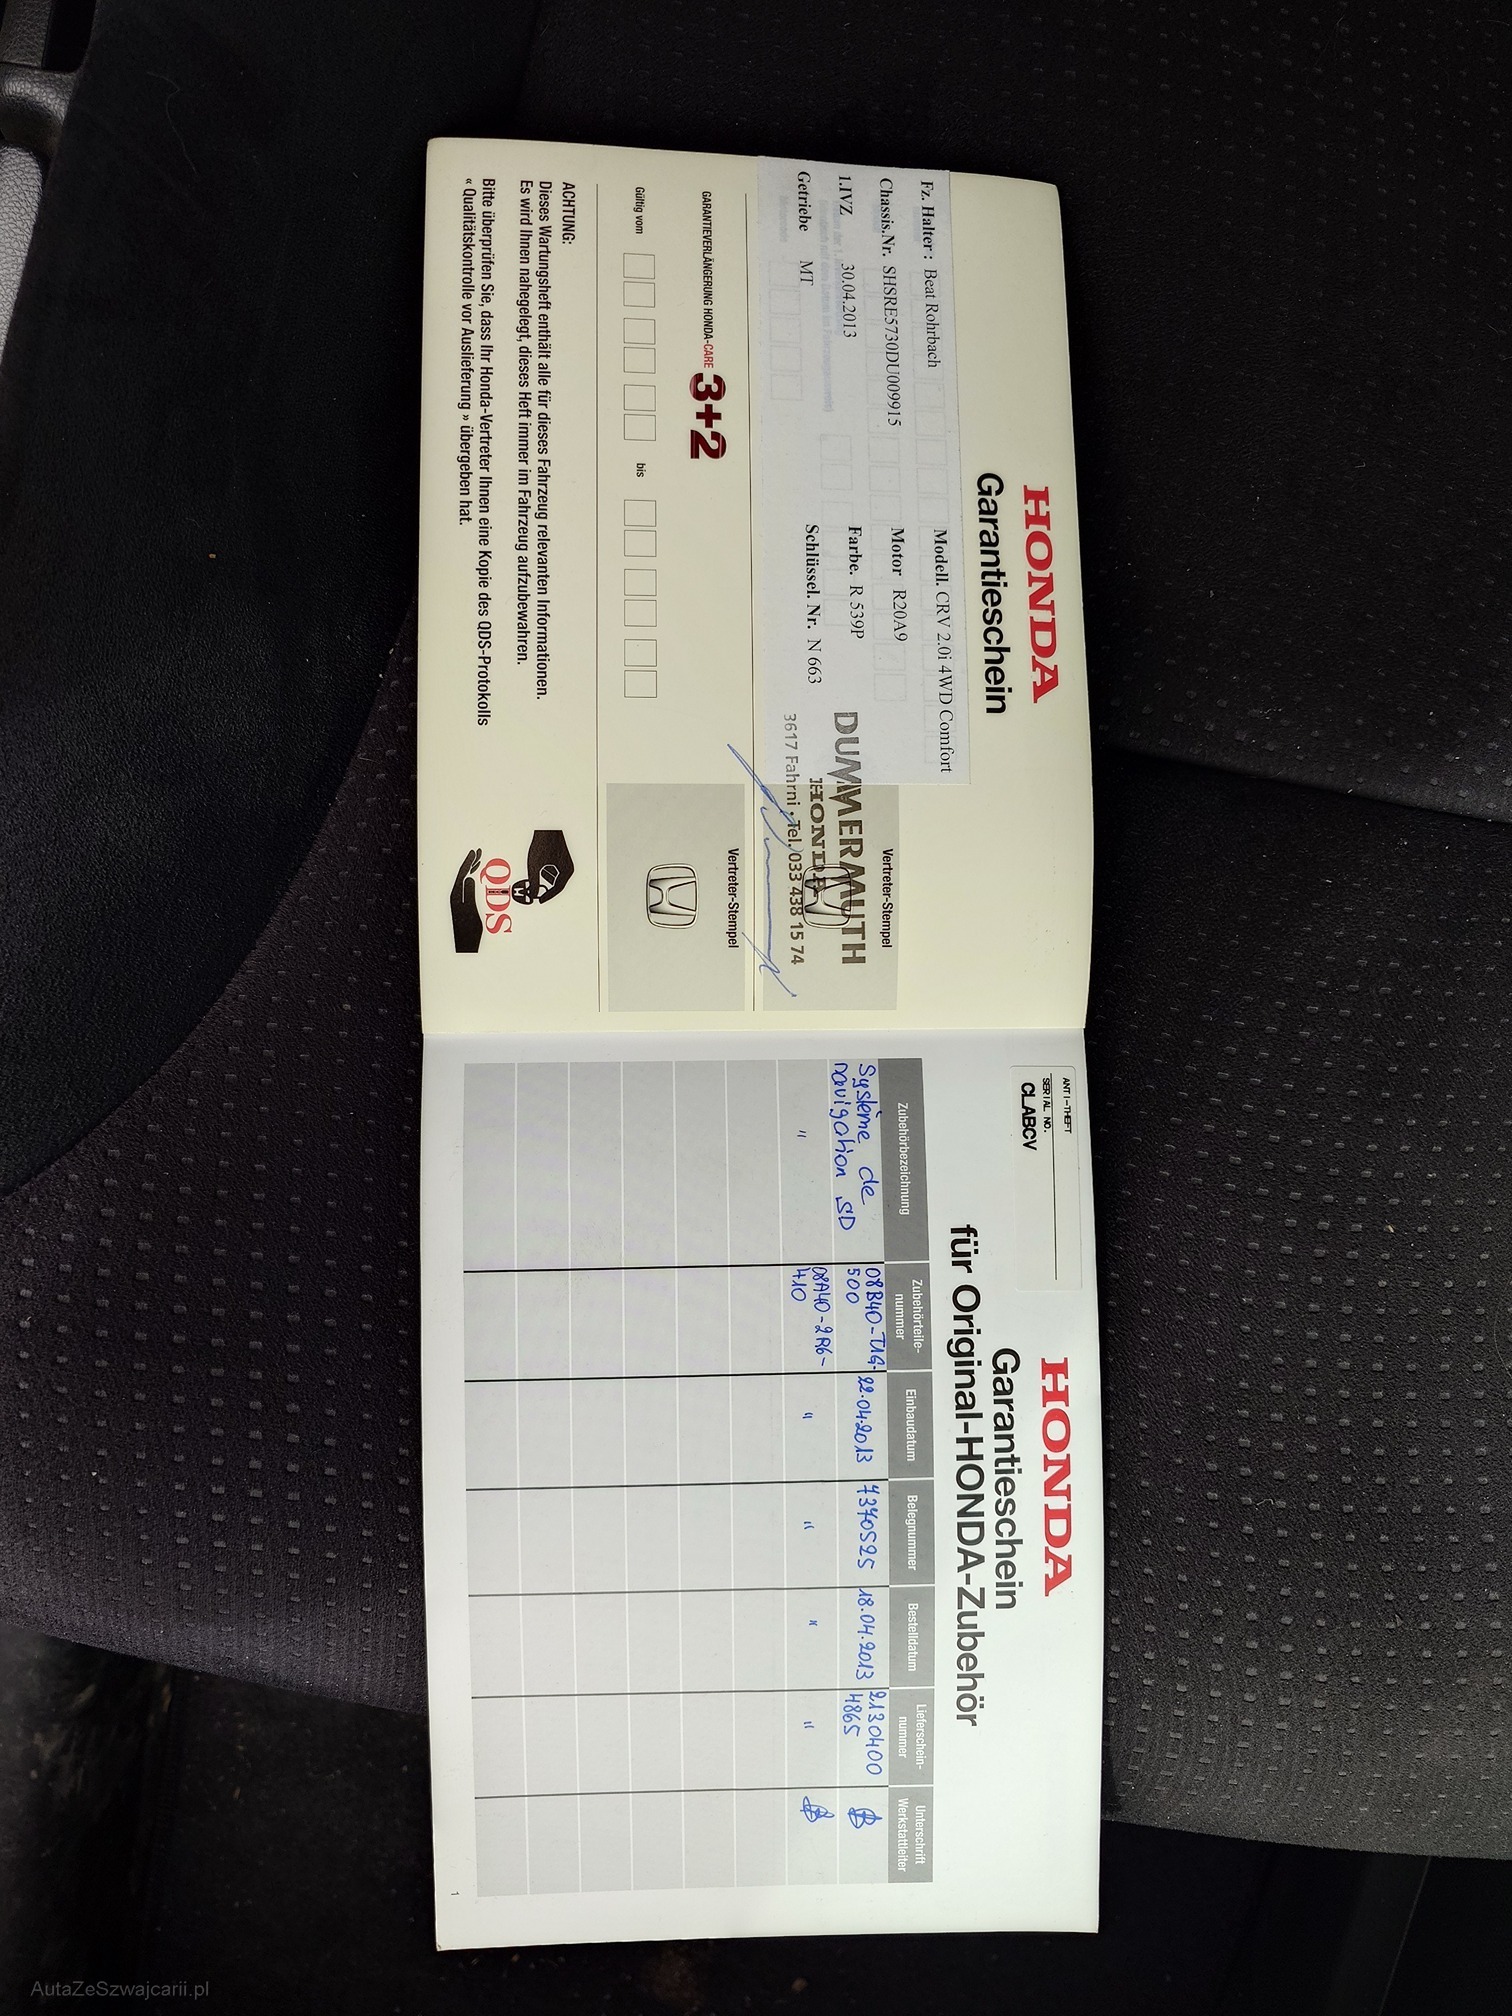 HONDA
Garantieschein
Fz. Halter : Beat Rohrbach
Modell. CRV 2.0i 4WD Comfort
Chassis.Nr. SHSRE5730DU009915
Motor R20A9
1.IVZ 30.04.2013
Farbe. R 539P
Getriebe MT
Schlüssel. Nr. N 663
Vertreter-Stempel
DUMMERMUTH
HONDA
3617 Fahrni • Tel. 033 438 15 74
GARANTIEVERLÄNGERUNG HONDA-CARE 3+2
Vertreter-Stempel
Gültig vom
bis
ACHTUNG:
Dieses Wartungsheft enthält alle für dieses Fahrzeug relevanten Informationen.
Es wird Ihnen nahegelegt, dieses Heft immer im Fahrzeug aufzubewahren.
Bitte überprüfen Sie, dass Ihr Honda-Vertreter Ihnen eine Kopie des QDS-Protokolls
« Qualitätskontrolle vor Auslieferung » übergeben hat.
QDS
ANTI-THEFT
SERIAL NO.
CLABCV
HONDA
Garantieschein
für Original-HONDA-Zubehör
Zubehörbezeichnung
Zubehörteile-
nummer
Einbaudatum
Belegnummer
Bestelldatum
Lieferschein-
nummer
Unterschrift
Werkstattleiter
Système de
navigation SD
08B40-T1G-
500
22.04.2013
7370525
18.04.2013
2130400
4865
"
08A40-2R6-
410
"
"
"
"
1
AutaZeSzwajcarii.pl